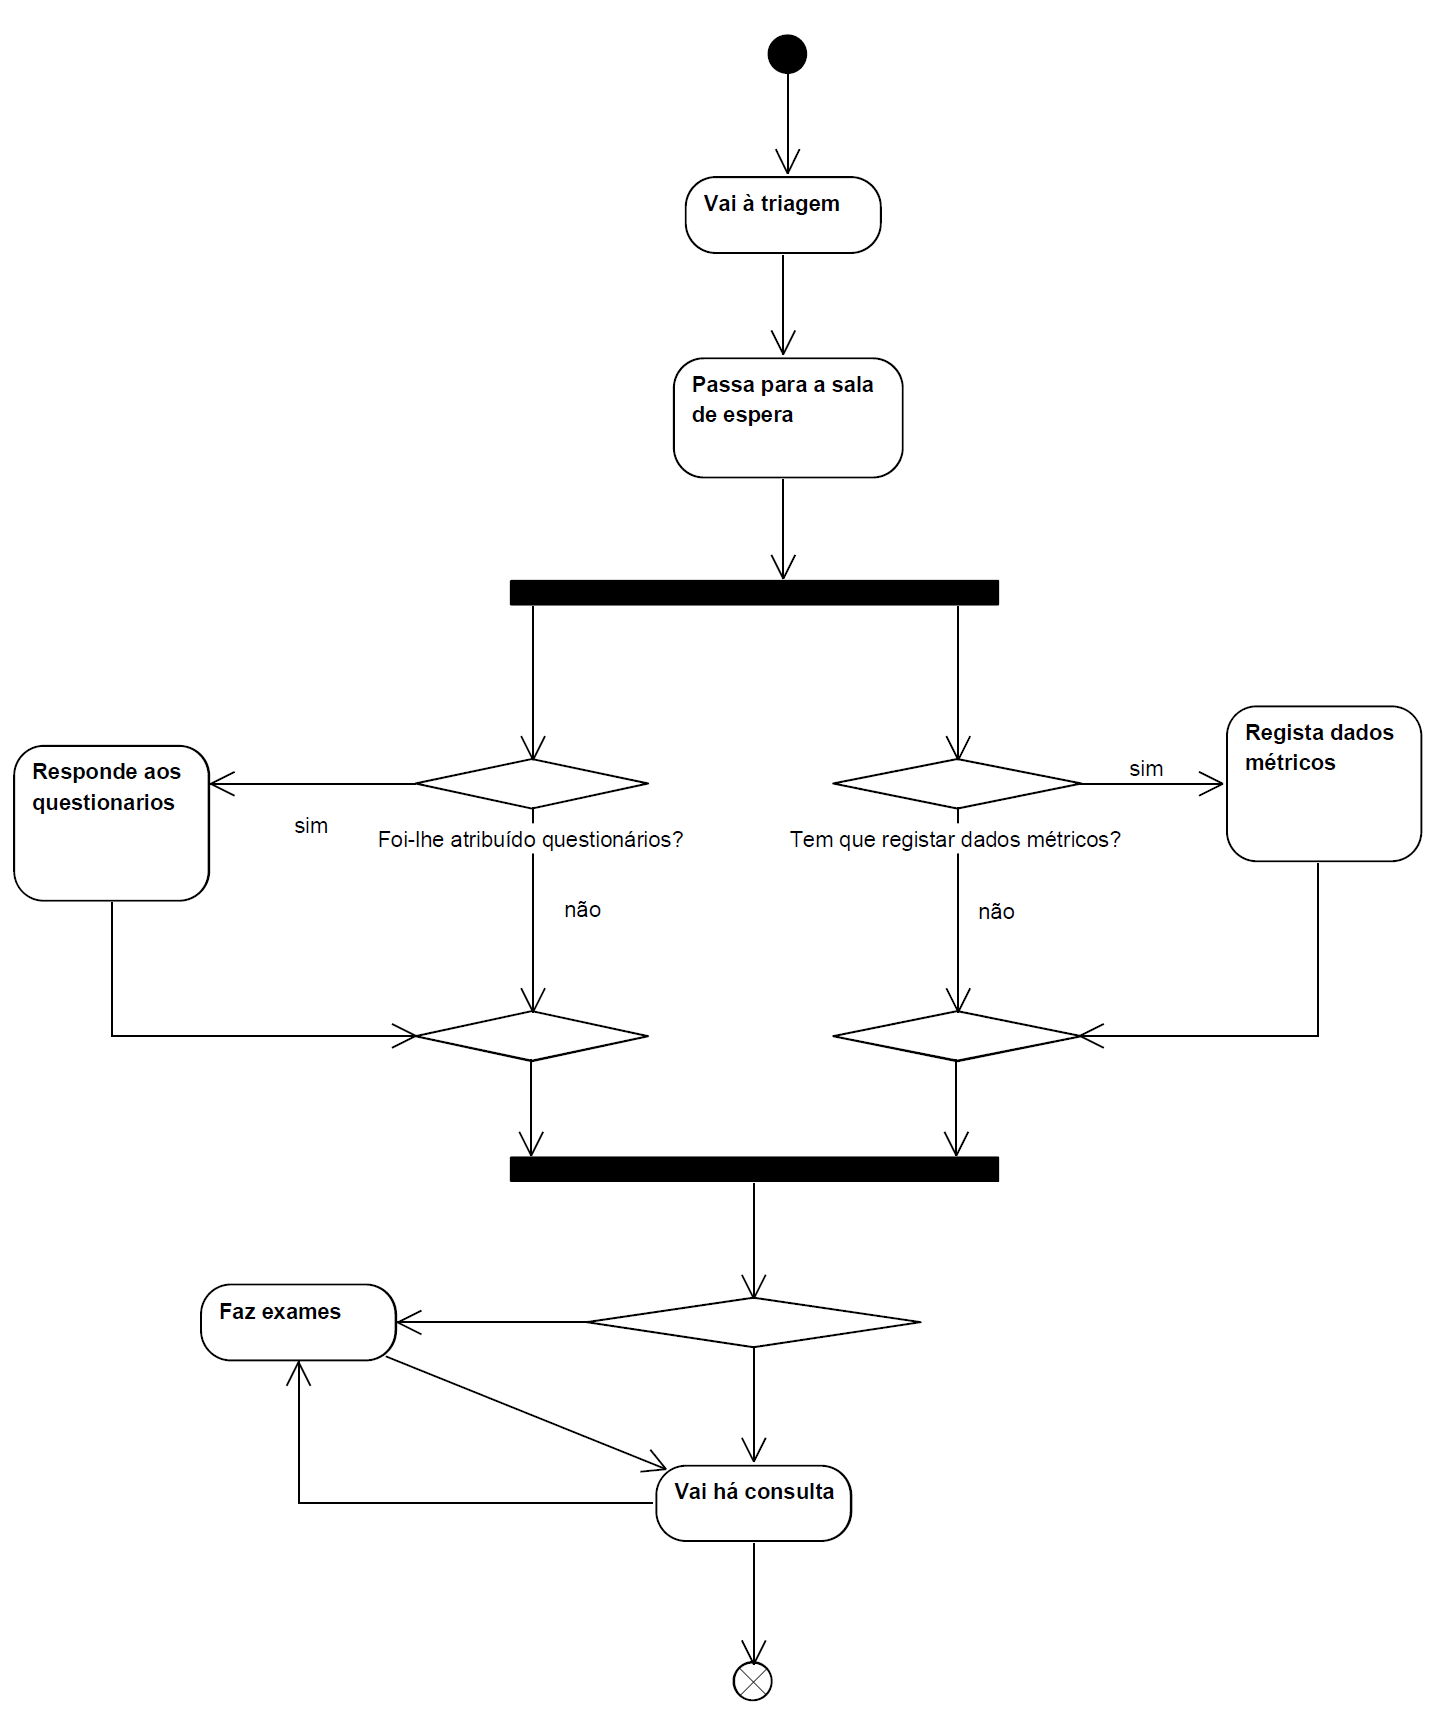 Vai à triagem
Passa para a sala
de espera
Responde aos
questionarios
sim
Foi-lhe atribuído questionários?
não
Tem que registar dados métricos?
não
sim
Regista dados
métricos
Faz exames
Vai há consulta